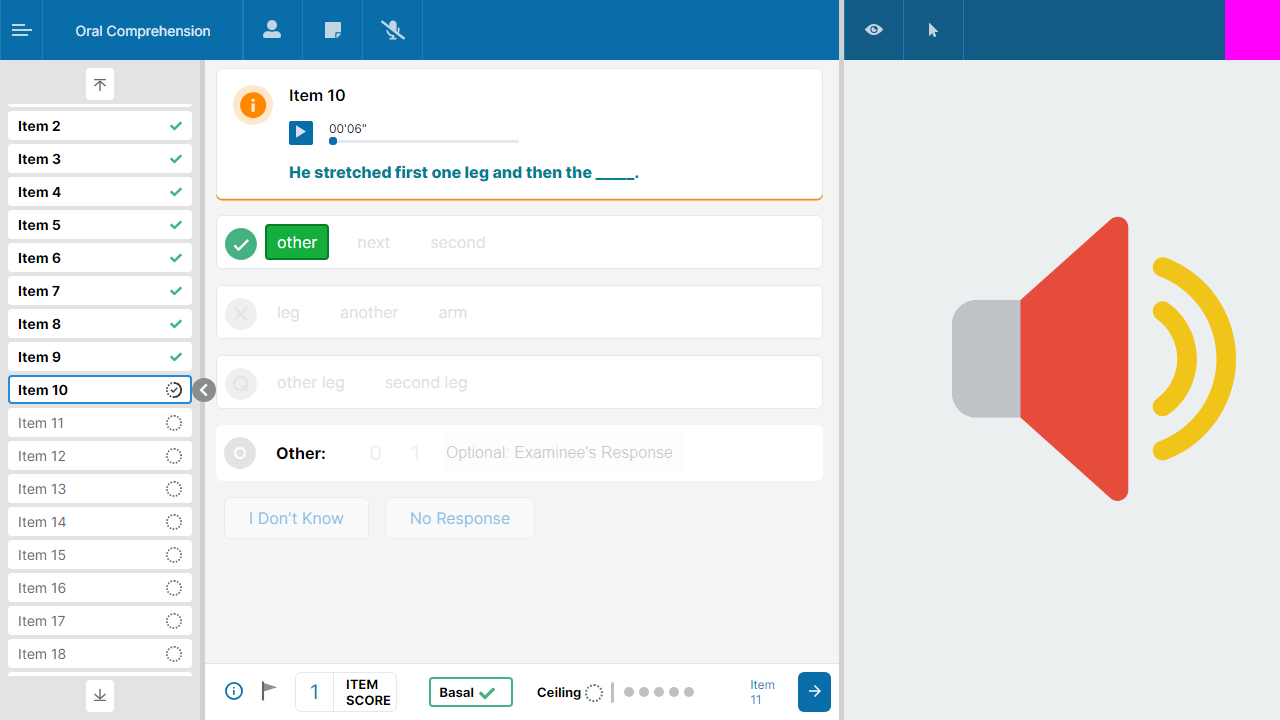 Oral Comprehension
Item 2
Item 3
Item 4
Item 5
Item 6
Item 7
Item 8
Item 9
Item 10
Item 11
Item 12
Item 13
Item 14
Item 15
Item 16
Item 17
Item 18
Item 10
00'06"
He stretched first one leg and then the _____.
other next second
leg another arm
Q other leg second leg
Other: 0 1 Optional: Examinee's Response
I Don't Know No Response
1 ITEM SCORE
Basal
Ceiling
Item
11